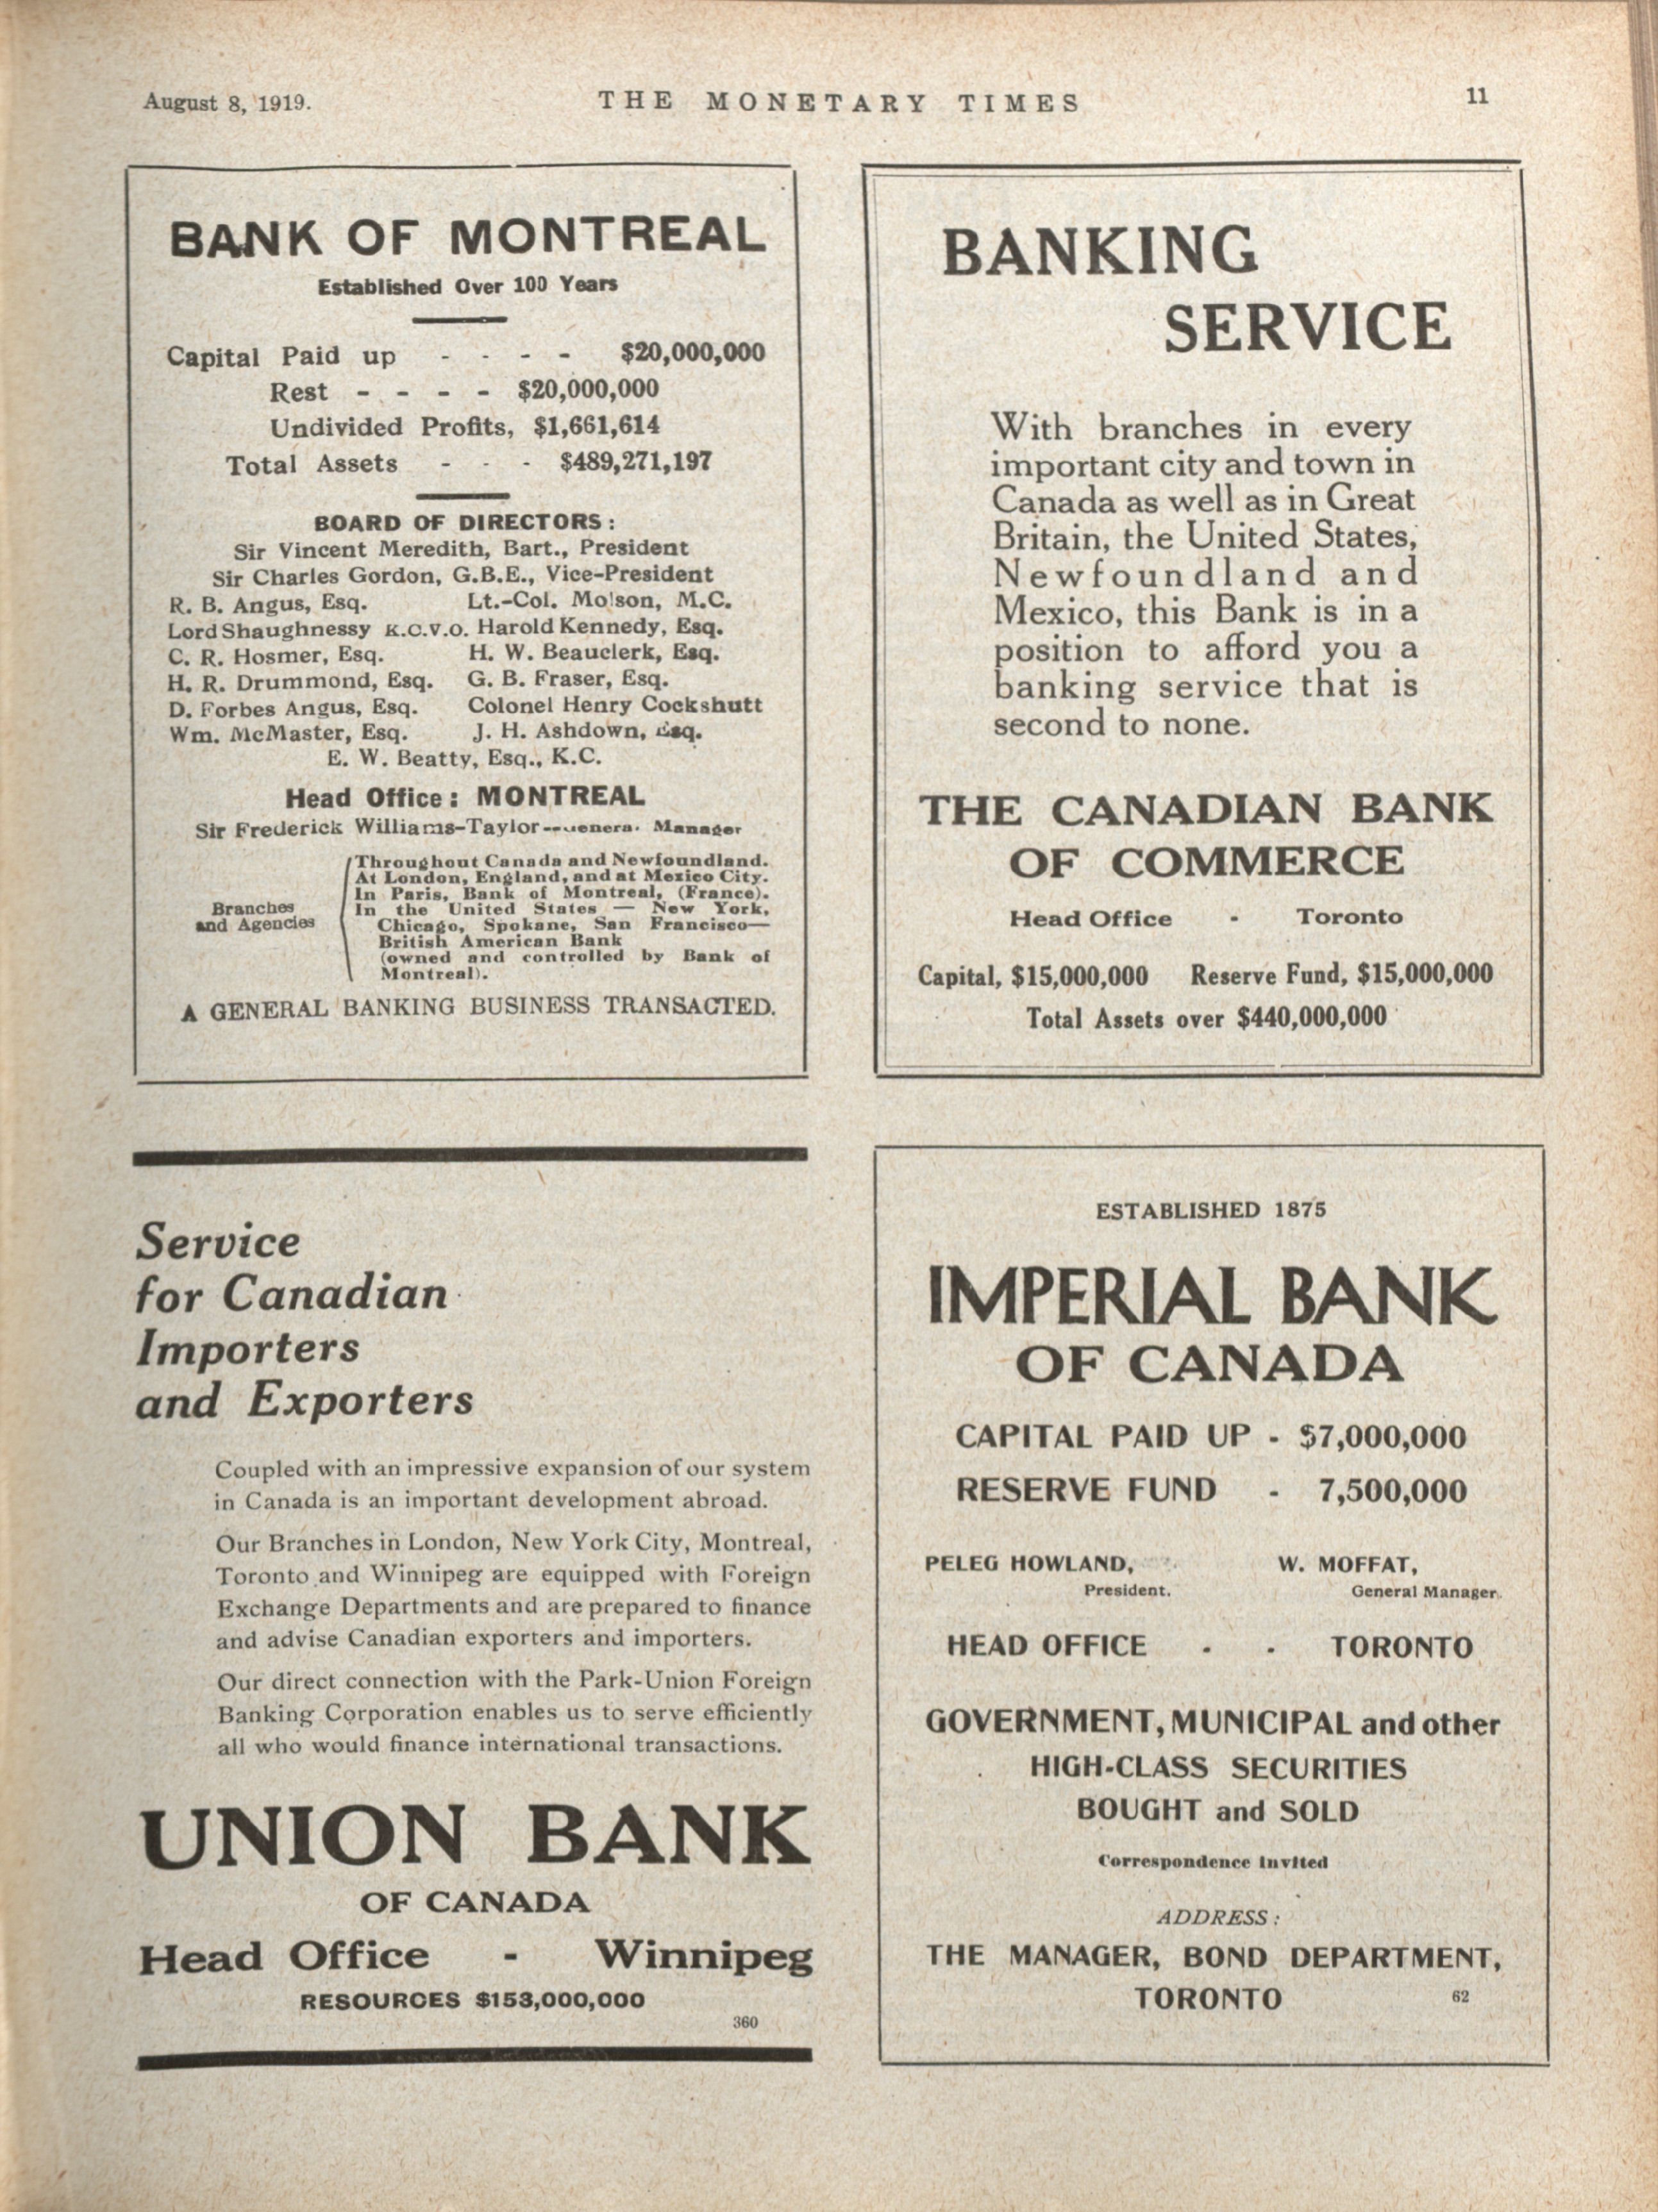 August 8, 1919.
THE MONETARY TIMES
11
BANK OF MONTREAL
Established Over 100 Years
Capital Paid up - - - - $20,000,000
Rest - - - - $20,000,000
Undivided Profits, $1,661,614
Total Assets - - - $489,271,197
BOARD OF DIRECTORS:
Sir Vincent Meredith, Bart., President
Sir Charles Gordon, G.B.E., Vice-President
R. B. Angus, Esq. Lt.-Col. Molson, M.C.
Lord Shaughnessy K.C.V.O. Harold Kennedy, Esq.
C. R. Hosmer, Esq. H. W. Beauclerk, Esq.
H. R. Drummond, Esq. G. B. Fraser, Esq.
D. Forbes Angus, Esq. Colonel Henry Cockshutt
Wm. McMaster, Esq. J. H. Ashdown, Esq.
E. W. Beatty, Esq., K.C.
Head Office: MONTREAL
Sir Frederick Williams-Taylor--General Manager
Branches and Agencies
Throughout Canada and Newfoundland.
At London, England, and at Mexico City.
In Paris, Bank of Montreal, (France).
In the United States — New York,
Chicago, Spokane, San Francisco—
British American Bank
(owned and controlled by Bank of
Montreal).
A GENERAL BANKING BUSINESS TRANSACTED.
BANKING
SERVICE
With branches in every
important city and town in
Canada as well as in Great
Britain, the United States,
Newfoundland and
Mexico, this Bank is in a
position to afford you a
banking service that is
second to none.
THE CANADIAN BANK
OF COMMERCE
Head Office - Toronto
Capital, $15,000,000 Reserve Fund, $15,000,000
Total Assets over $440,000,000
Service
for Canadian
Importers
and Exporters
Coupled with an impressive expansion of our system
in Canada is an important development abroad.
Our Branches in London, New York City, Montreal,
Toronto and Winnipeg are equipped with Foreign
Exchange Departments and are prepared to finance
and advise Canadian exporters and importers.
Our direct connection with the Park-Union Foreign
Banking Corporation enables us to serve efficiently
all who would finance international transactions.
UNION BANK
OF CANADA
Head Office - Winnipeg
RESOURCES $153,000,000
360
ESTABLISHED 1875
IMPERIAL BANK
OF CANADA
CAPITAL PAID UP - $7,000,000
RESERVE FUND - 7,500,000
PELEG HOWLAND, W. MOFFAT,
President. General Manager.
HEAD OFFICE - - TORONTO
GOVERNMENT, MUNICIPAL and other
HIGH-CLASS SECURITIES
BOUGHT and SOLD
Correspondence Invited
ADDRESS:
THE MANAGER, BOND DEPARTMENT,
TORONTO 62